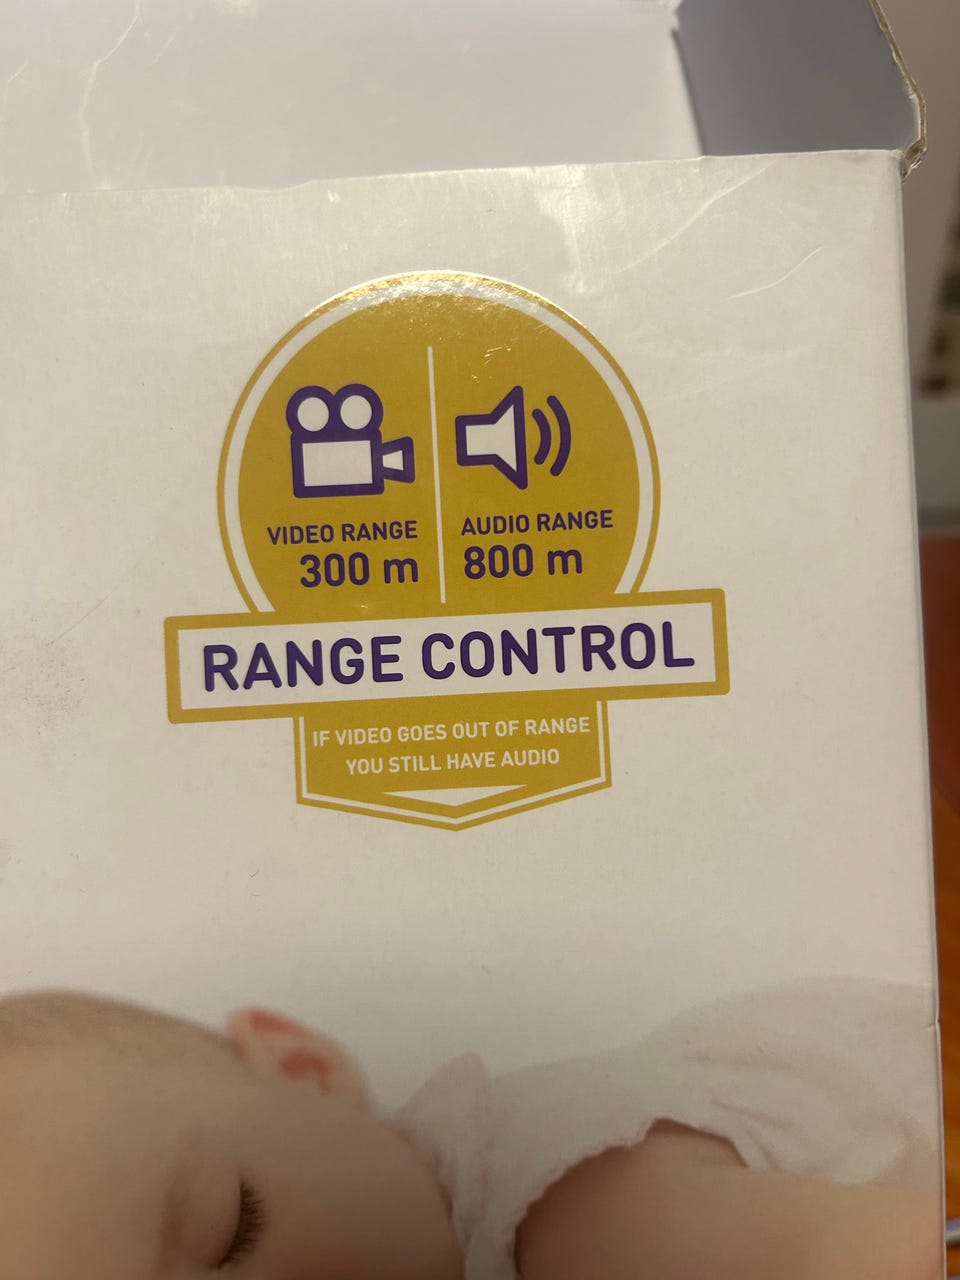 VIDEO RANGE
300 m
AUDIO RANGE
800 m
RANGE CONTROL
IF VIDEO GOES OUT OF RANGE
YOU STILL HAVE AUDIO